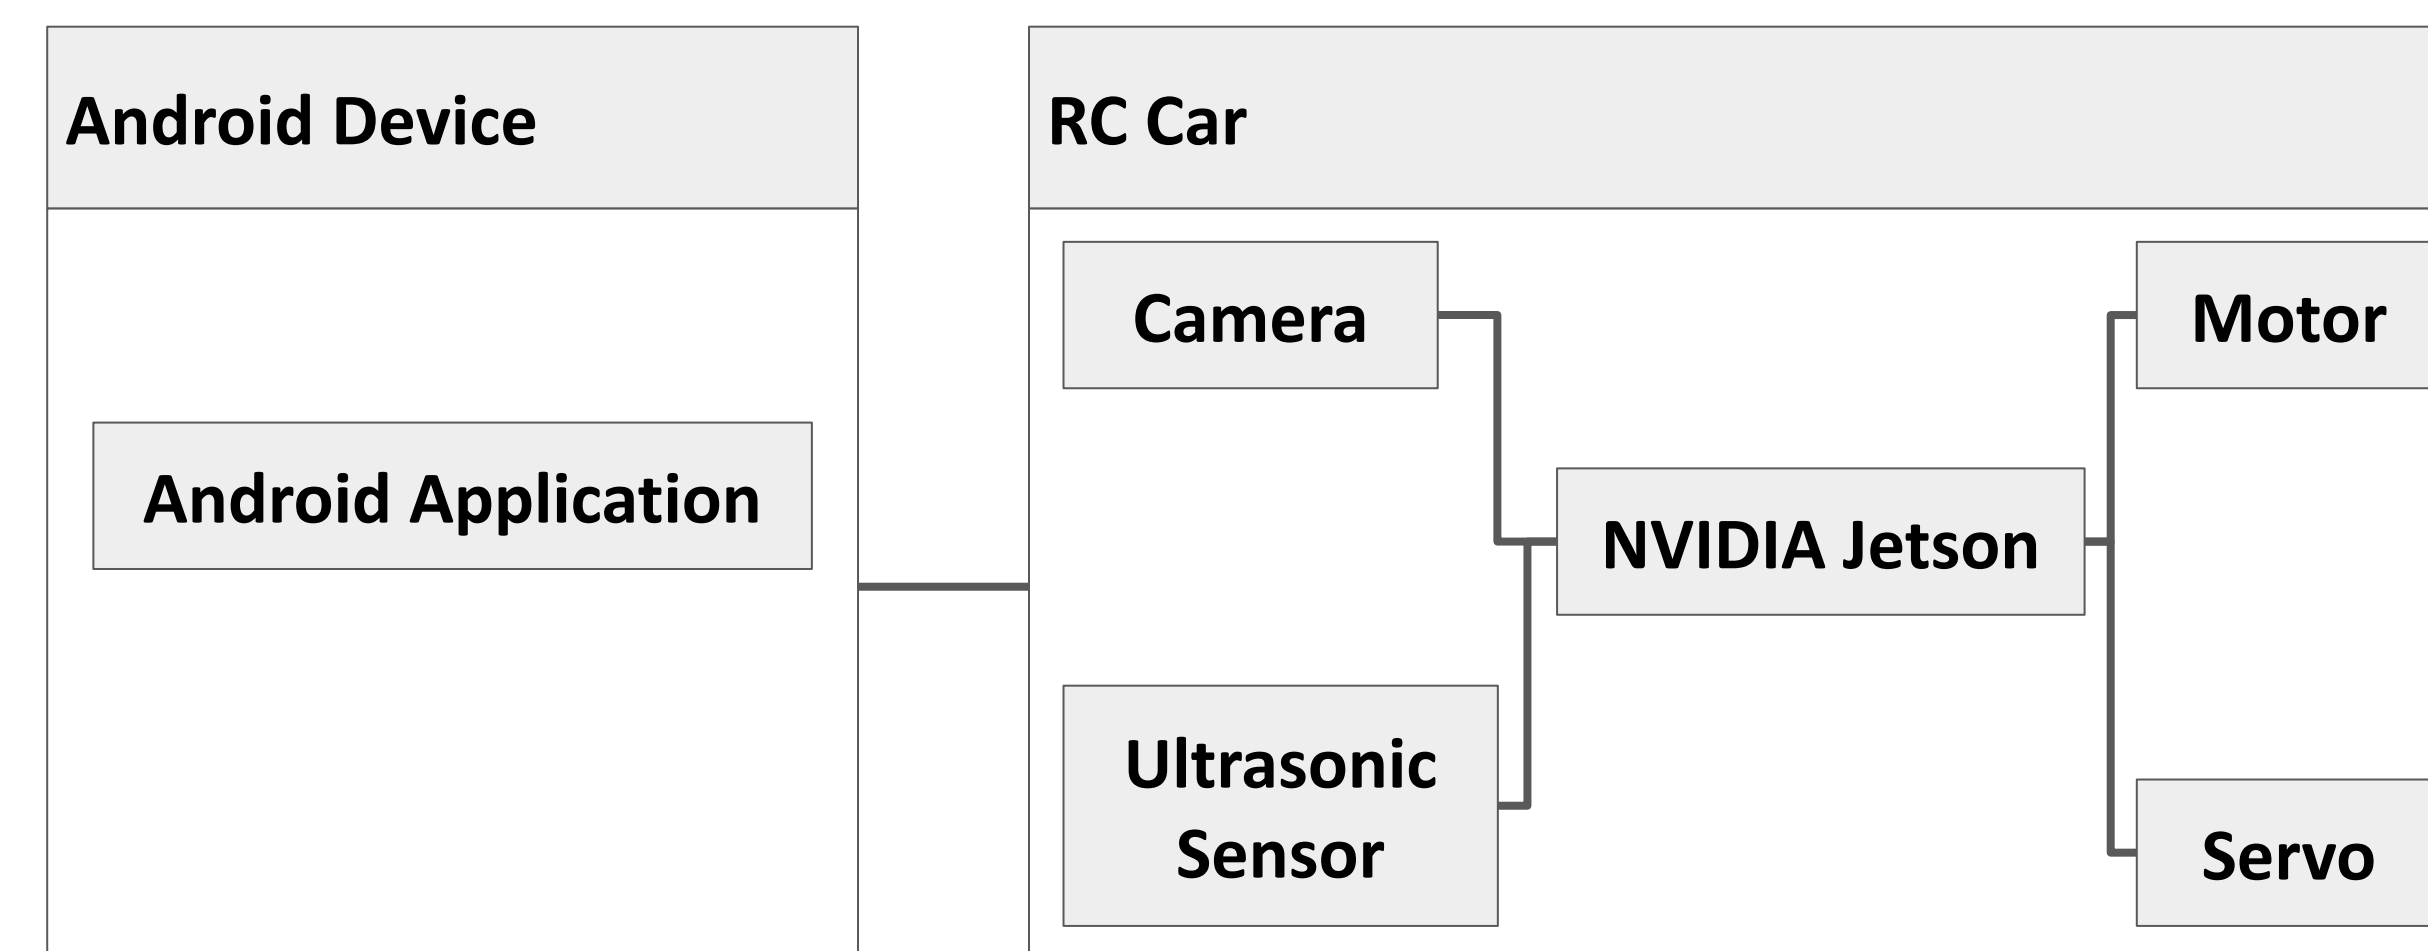 Android Device
Android Application
RC Car
Camera
Ultrasonic
Sensor
NVIDIA Jetson
Motor
Servo